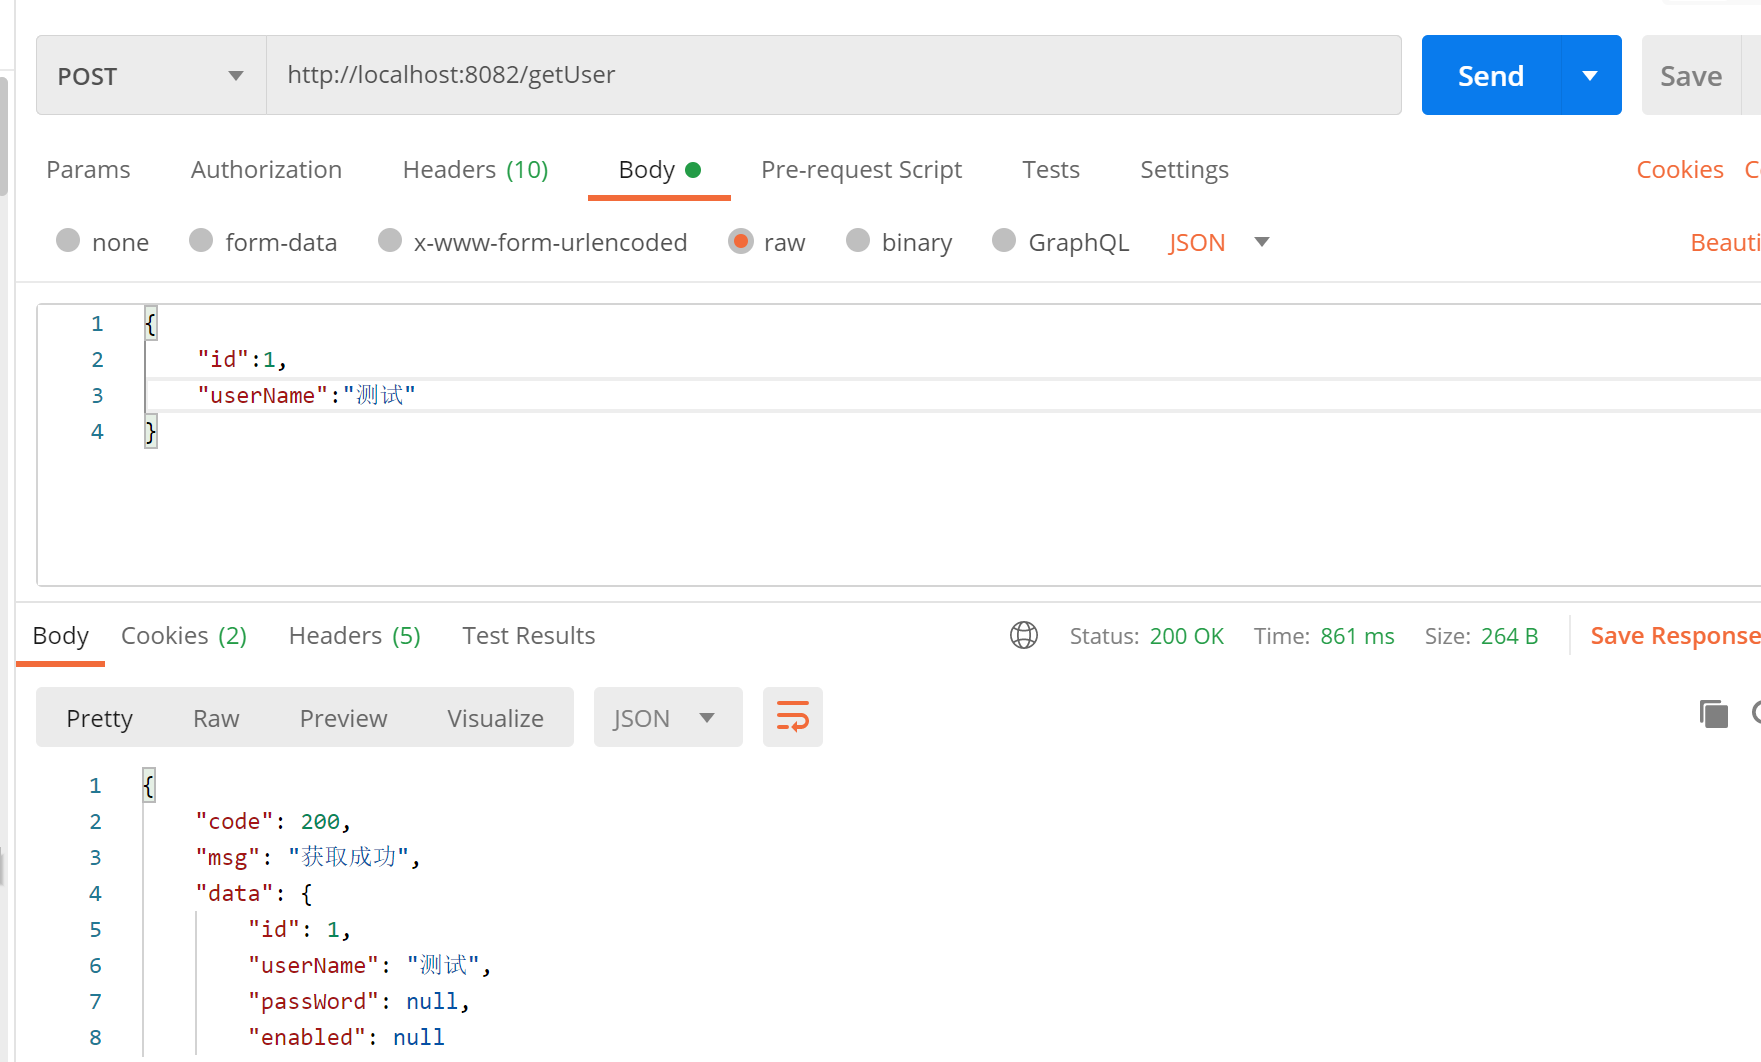 POST http://localhost:8082/getUser Send Save
Params Authorization Headers (10) Body Pre-request Script Tests Settings Cookies
none form-data x-www-form-urlencoded raw binary GraphQL JSON Beauti
1 {
2 "id":1,
3 "userName":"测试"
4 }
Body Cookies (2) Headers (5) Test Results Status: 200 OK Time: 861 ms Size: 264 B Save Response
Pretty Raw Preview Visualize JSON
1 {
2 "code": 200,
3 "msg": "获取成功",
4 "data": {
5 "id": 1,
6 "userName": "测试",
7 "passWord": null,
8 "enabled": null